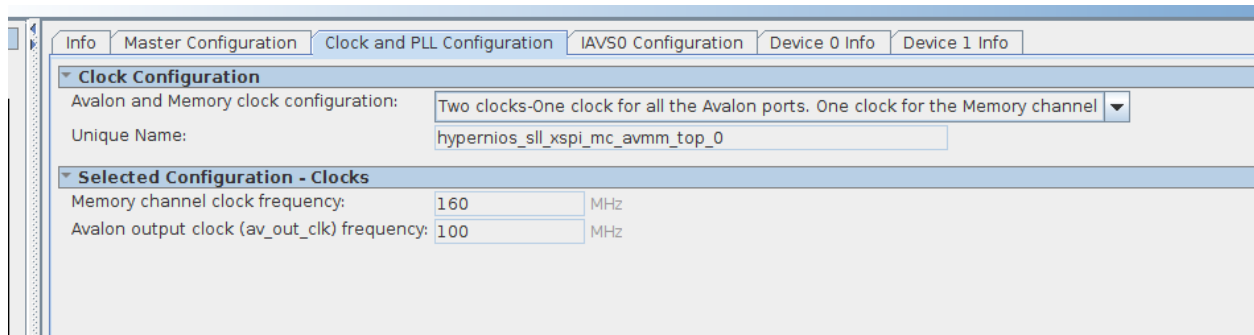 Info Master Configuration Clock and PLL Configuration IAVS0 Configuration Device 0 Info Device 1 Info
Clock Configuration
Avalon and Memory clock configuration: Two clocks-One clock for all the Avalon ports. One clock for the Memory channel
Unique Name: hypernios_sll_xspi_mc_avmm_top_0
Selected Configuration - Clocks
Memory channel clock frequency: 160 MHz
Avalon output clock (av_out_clk) frequency: 100 MHz